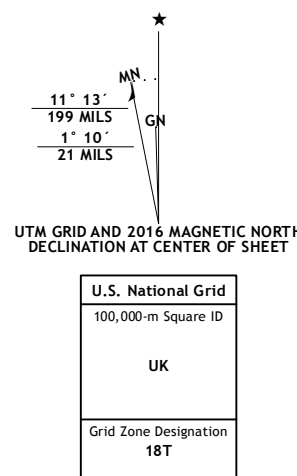 ★
MN
GN
11° 13´
199 MILS
1° 10´
21 MILS
UTM GRID AND 2016 MAGNETIC NORTH
DECLINATION AT CENTER OF SHEET
U.S. National Grid
100,000-m Square ID
UK
Grid Zone Designation
18T